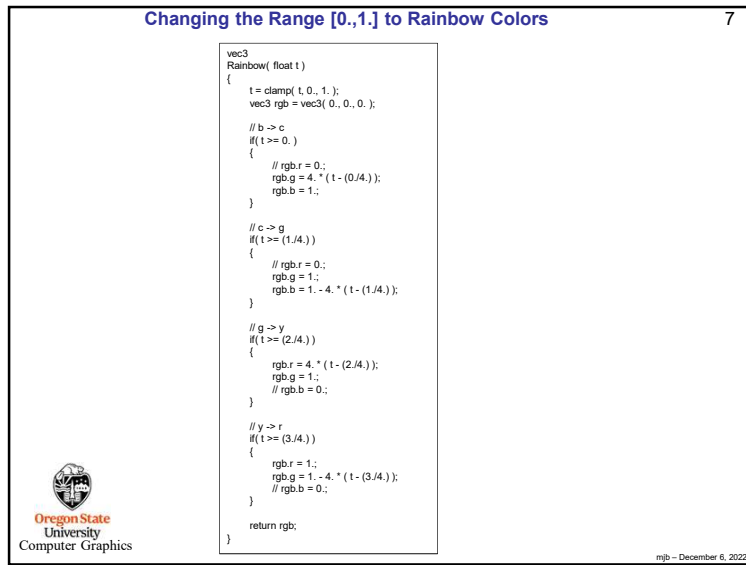 Changing the Range [0.,1.] to Rainbow Colors
7
vec3
Rainbow( float t )
{
t = clamp( t, 0., 1. );
vec3 rgb = vec3( 0., 0., 0. );
// b -> c
if( t >= 0. )
{
// rgb.r = 0.;
rgb.g = 4. * ( t - (0./4.) );
rgb.b = 1.;
}
// c -> g
if( t >= (1./4.) )
{
// rgb.r = 0.;
rgb.g = 1.;
rgb.b = 1. - 4. * ( t - (1./4.) );
}
// g -> y
if( t >= (2./4.) )
{
rgb.r = 4. * ( t - (2./4.) );
rgb.g = 1.;
// rgb.b = 0.;
}
// y -> r
if( t >= (3./4.) )
{
rgb.r = 1.;
rgb.g = 1. - 4. * ( t - (3./4.) );
// rgb.b = 0.;
}
return rgb;
}
Oregon State
University
Computer Graphics
mjb – December 6, 2022